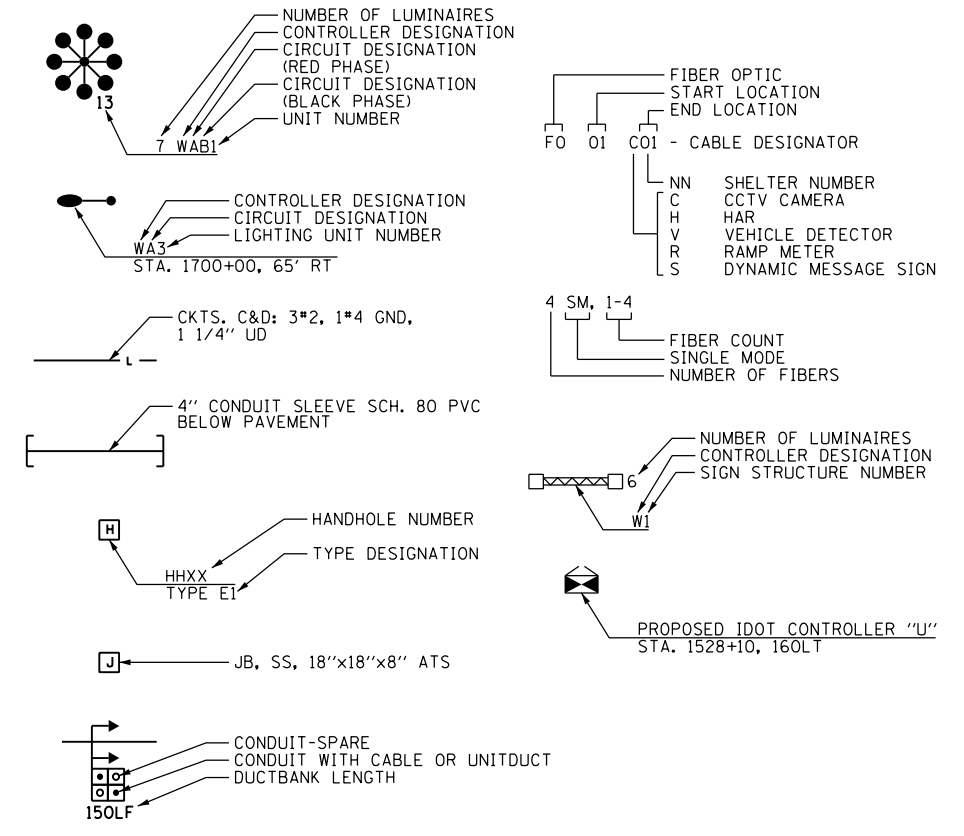 NUMBER OF LUMINAIRES
CONTROLLER DESIGNATION
CIRCUIT DESIGNATION
(RED PHASE)
CIRCUIT DESIGNATION
(BLACK PHASE)
UNIT NUMBER
13
7 WAB1
CONTROLLER DESIGNATION
CIRCUIT DESIGNATION
LIGHTING UNIT NUMBER
WA3
STA. 1700+00, 65' RT
CKTS. C&D: 3#2, 1#4 GND,
1 1/4" UD
L
4" CONDUIT SLEEVE SCH. 80 PVC
BELOW PAVEMENT
HANDHOLE NUMBER
H
TYPE DESIGNATION
HHXX
TYPE E1
J
JB, SS, 18"x18"x8" ATS
CONDUIT-SPARE
CONDUIT WITH CABLE OR UNITDUCT
DUCTBANK LENGTH
150LF
FIBER OPTIC
START LOCATION
END LOCATION
FO 01 C01 - CABLE DESIGNATOR
NN SHELTER NUMBER
C CCTV CAMERA
H HAR
V VEHICLE DETECTOR
R RAMP METER
S DYNAMIC MESSAGE SIGN
4 SM, 1-4
FIBER COUNT
SINGLE MODE
NUMBER OF FIBERS
NUMBER OF LUMINAIRES
CONTROLLER DESIGNATION
SIGN STRUCTURE NUMBER
6
W1
PROPOSED IDOT CONTROLLER "U"
STA. 1528+10, 160LT